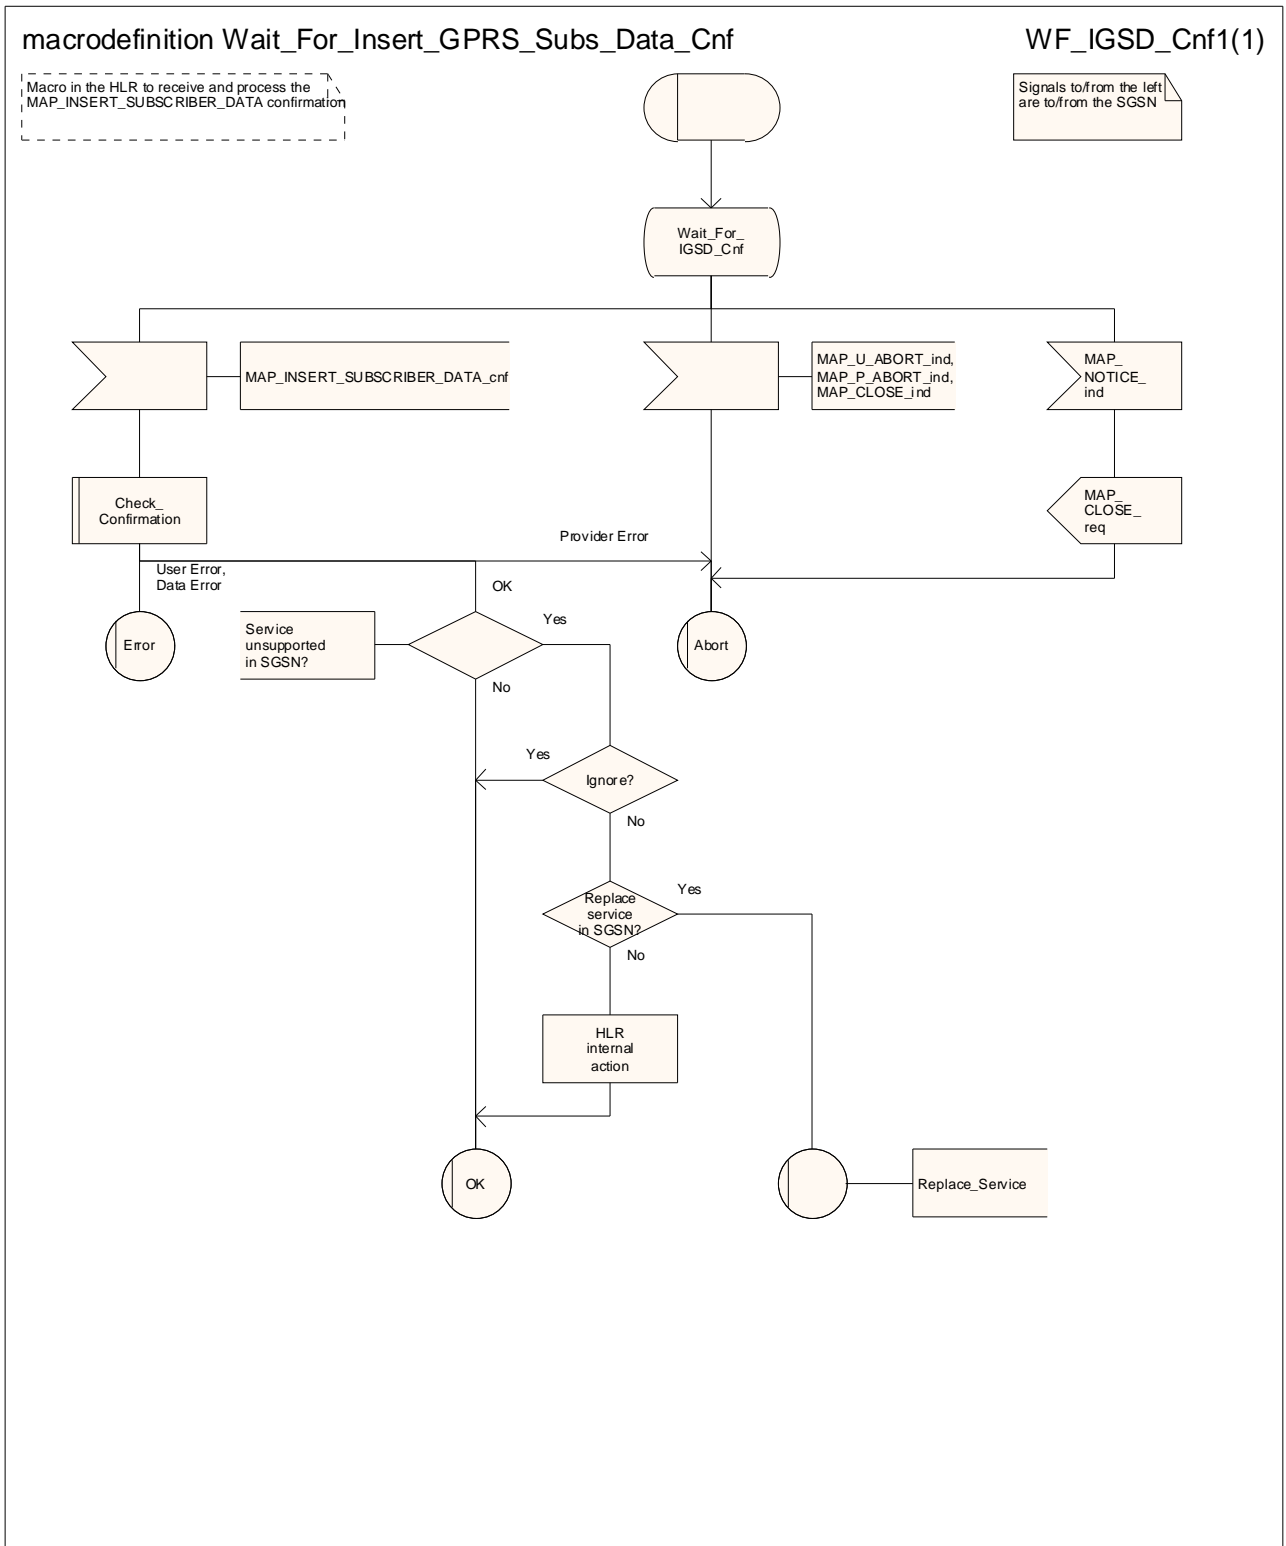 macrodefinition Wait_For_Insert_GPRS_Subs_Data_Cnf
WF_IGSD_Cnf1(1)
Macro in the HLR to receive and process the
MAP_INSERT_SUBSCRIBER_DATA confirmation
Signals to/from the left
are to/from the SGSN
Wait_For_
IGSD_Cnf
MAP_INSERT_SUBSCRIBER_DATA_cnf
MAP_U_ABORT_ind,
MAP_P_ABORT_ind,
MAP_CLOSE_ind
MAP_
NOTICE_
ind
Check_
Confirmation
MAP_
CLOSE_
req
Provider Error
User Error,
Data Error
OK
Error
Service
unsupported
in SGSN?
Yes
Abort
No
Yes
Ignore?
No
Replace
service
in SGSN?
Yes
No
HLR
internal
action
OK
Replace_Service